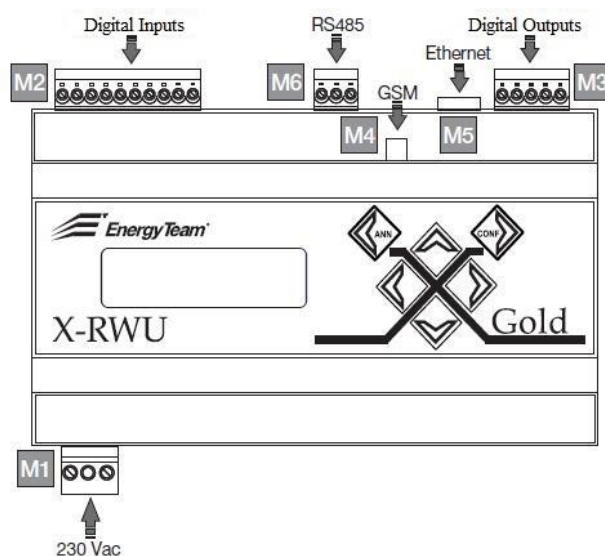 Digital Inputs
RS485
Digital Outputs
Ethernet
M2
M6
GSM
M3
M4
M5
EnergyTeam
ANN
CONF
X-RWU
Gold
M1
230 Vac